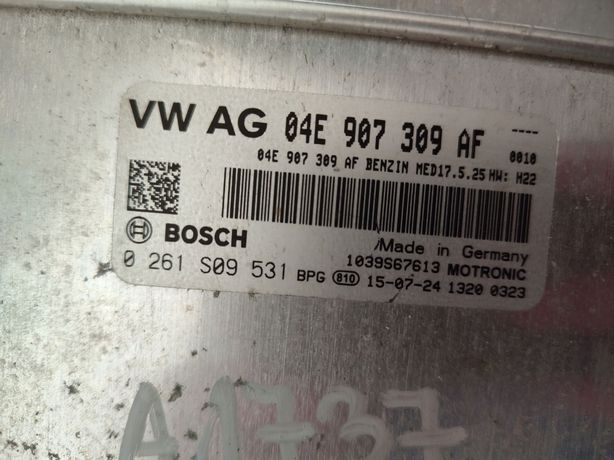 VW AG 04E 907 309 AF ----
0010
04E 907 309 AF BENZIN MED17.5.25 HW: H22
BOSCH
Made in Germany
1039S67613 MOTRONIC
0 261 S09 531 BPG 810 15-07-24 1320 0323
A1737